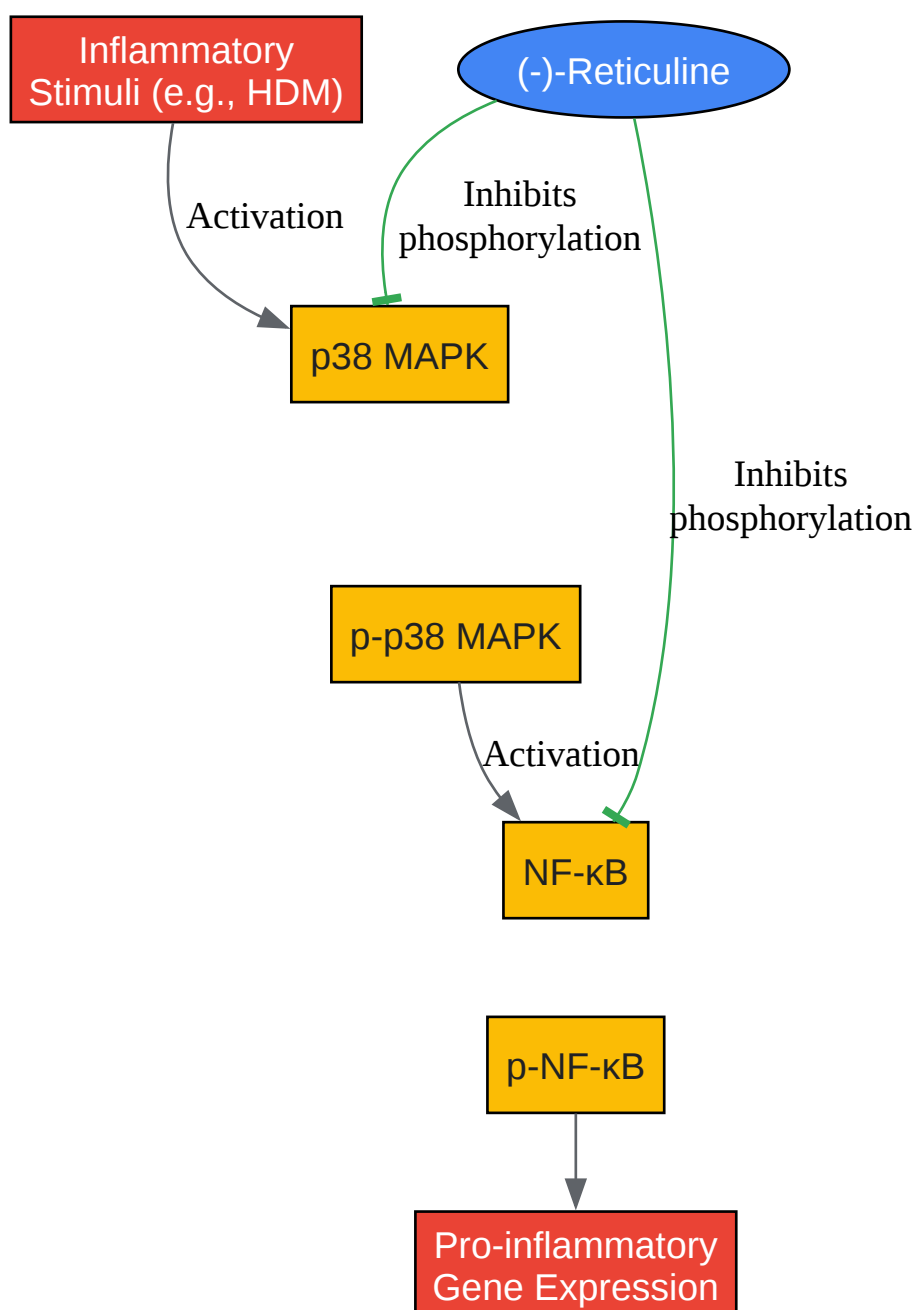 Inflammatory
Stimuli (e.g., HDM)
(-)-Reticuline
Activation
Inhibits
phosphorylation
p38 MAPK
Inhibits
phosphorylation
p-p38 MAPK
Activation
NF-κB
p-NF-κB
Pro-inflammatory
Gene Expression